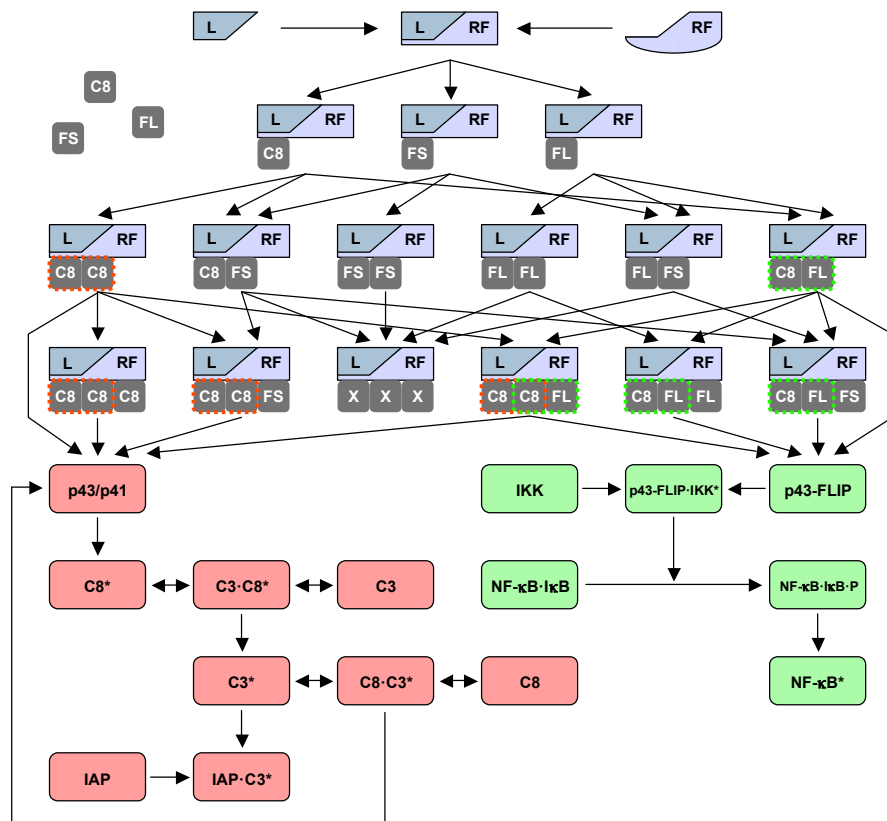 L L RF RF
C8
FL
FS
L RF L RF L RF
C8 FS FL
L RF L RF L RF L RF L RF L RF
C8 C8 C8 FS FS FS FL FL FL FS C8 FL
L RF L RF L RF L RF L RF L RF
C8 C8 C8 C8 C8 FS X X X C8 C8 FL C8 FL FL C8 FL FS
p43/p41 IKK p43-FLIP·IKK* p43-FLIP
C8* C3·C8* C3 NF-κB·IκB NF-κB·IκB·P
C3* C8·C3* C8 NF-κB*
IAP IAP·C3*